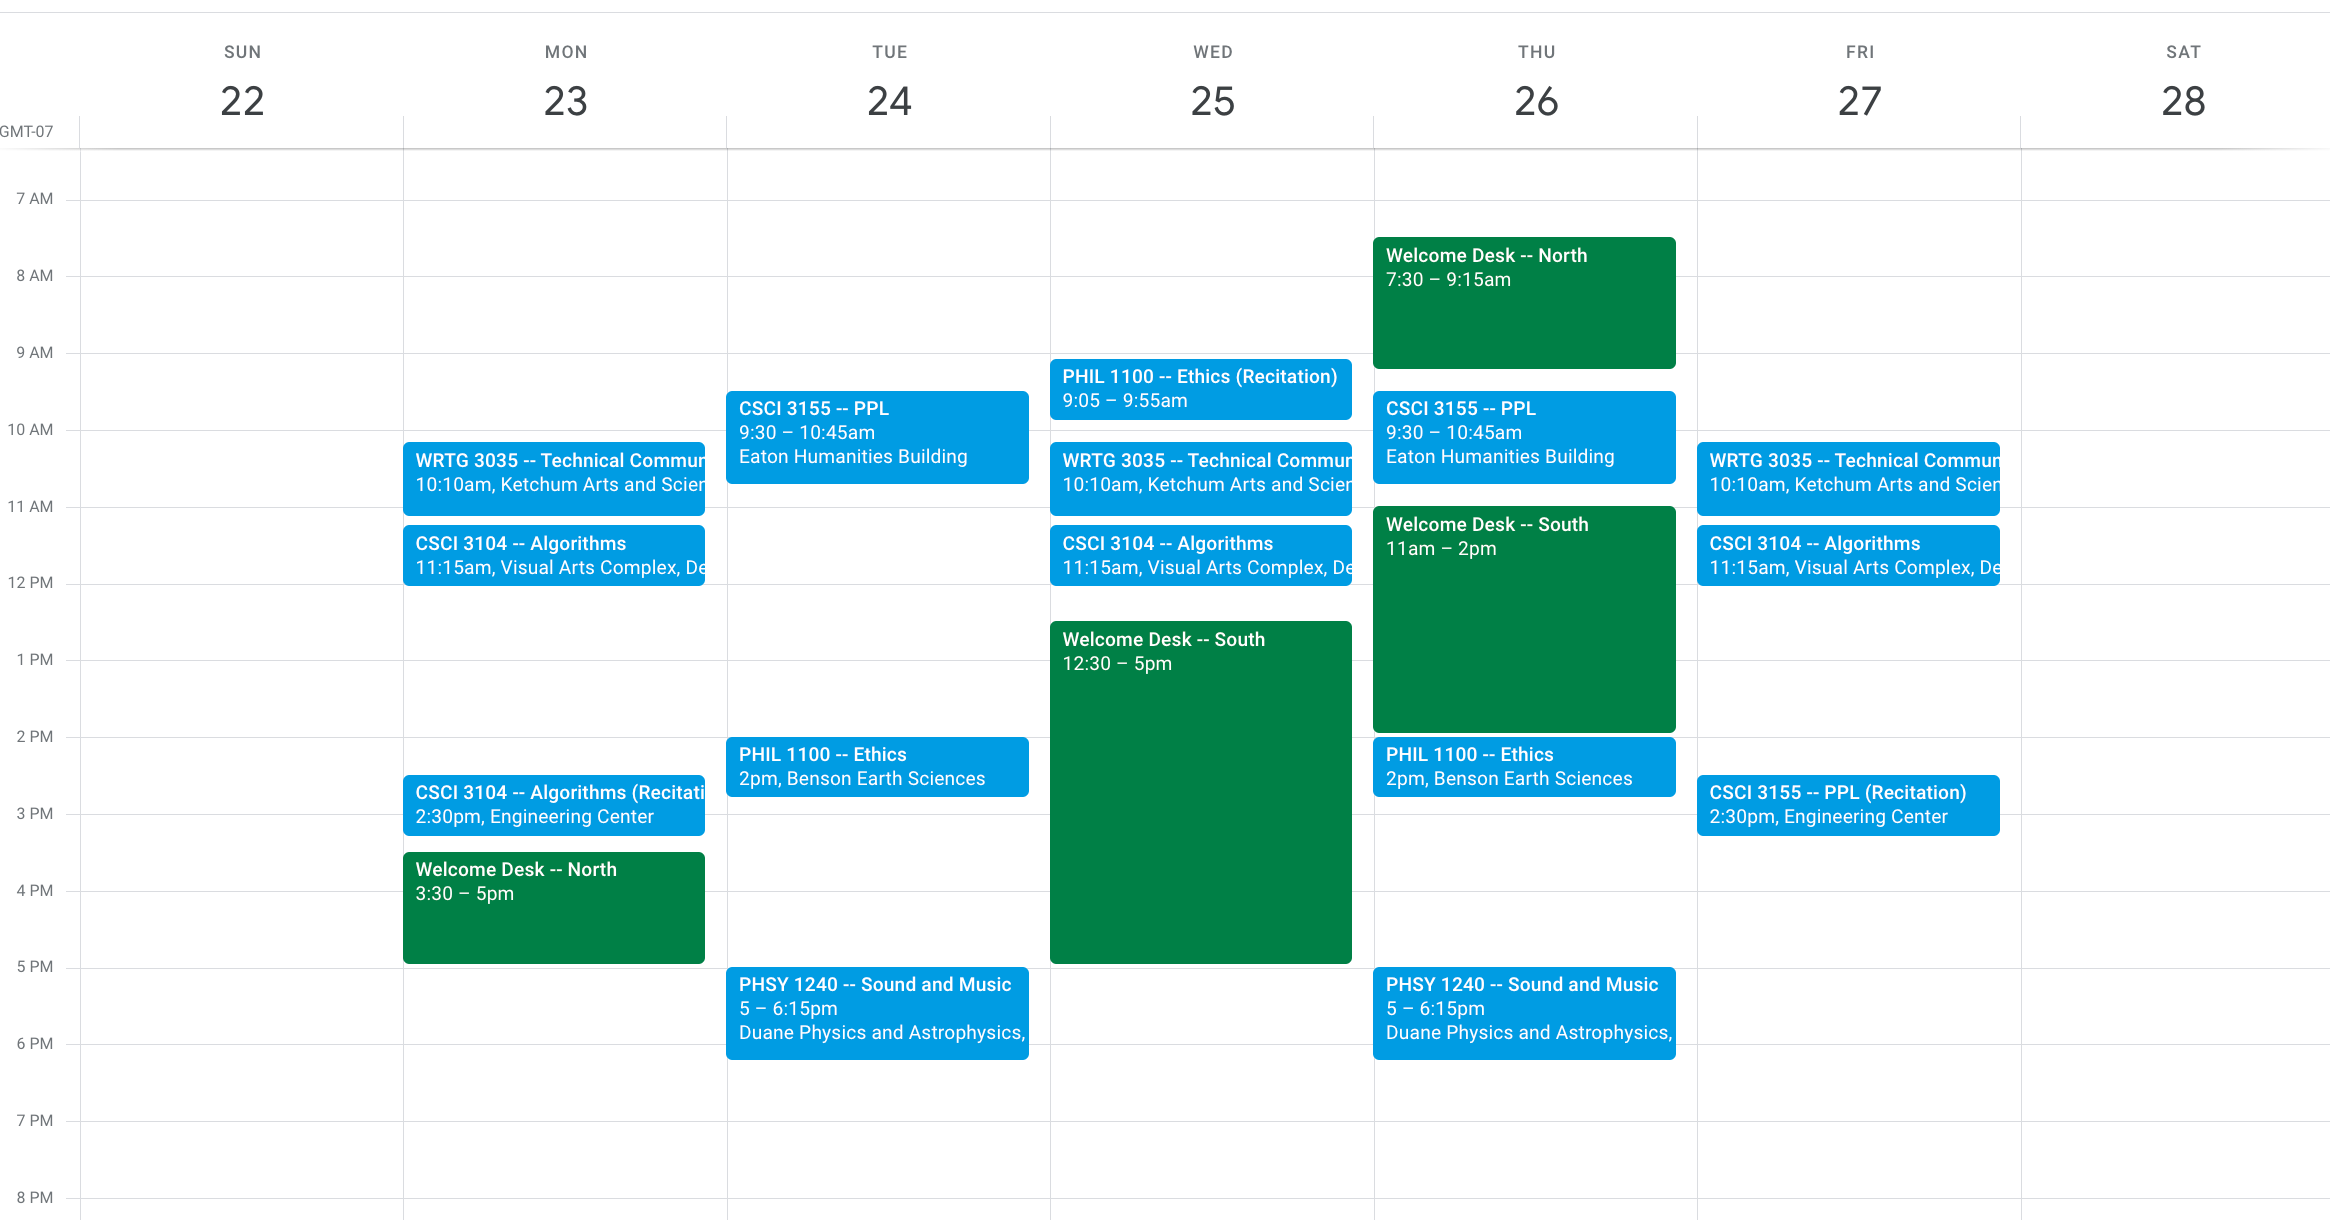 SUN
22
MON
23
TUE
24
WED
25
THU
26
FRI
27
SAT
28
GMT-07
7 AM
8 AM
9 AM
10 AM
11 AM
12 PM
1 PM
2 PM
3 PM
4 PM
5 PM
6 PM
7 PM
8 PM
WRTG 3035 -- Technical Commun
10:10am, Ketchum Arts and Scien
CSCI 3104 -- Algorithms
11:15am, Visual Arts Complex, De
CSCI 3104 -- Algorithms (Recitati
2:30pm, Engineering Center
Welcome Desk -- North
3:30 – 5pm
CSCI 3155 -- PPL
9:30 – 10:45am
Eaton Humanities Building
PHIL 1100 -- Ethics
2pm, Benson Earth Sciences
PHSY 1240 -- Sound and Music
5 – 6:15pm
Duane Physics and Astrophysics,
PHIL 1100 -- Ethics (Recitation)
9:05 – 9:55am
WRTG 3035 -- Technical Commun
10:10am, Ketchum Arts and Scien
CSCI 3104 -- Algorithms
11:15am, Visual Arts Complex, De
Welcome Desk -- South
12:30 – 5pm
Welcome Desk -- North
7:30 – 9:15am
CSCI 3155 -- PPL
9:30 – 10:45am
Eaton Humanities Building
Welcome Desk -- South
11am – 2pm
PHIL 1100 -- Ethics
2pm, Benson Earth Sciences
PHSY 1240 -- Sound and Music
5 – 6:15pm
Duane Physics and Astrophysics,
WRTG 3035 -- Technical Commun
10:10am, Ketchum Arts and Scien
CSCI 3104 -- Algorithms
11:15am, Visual Arts Complex, De
CSCI 3155 -- PPL (Recitation)
2:30pm, Engineering Center